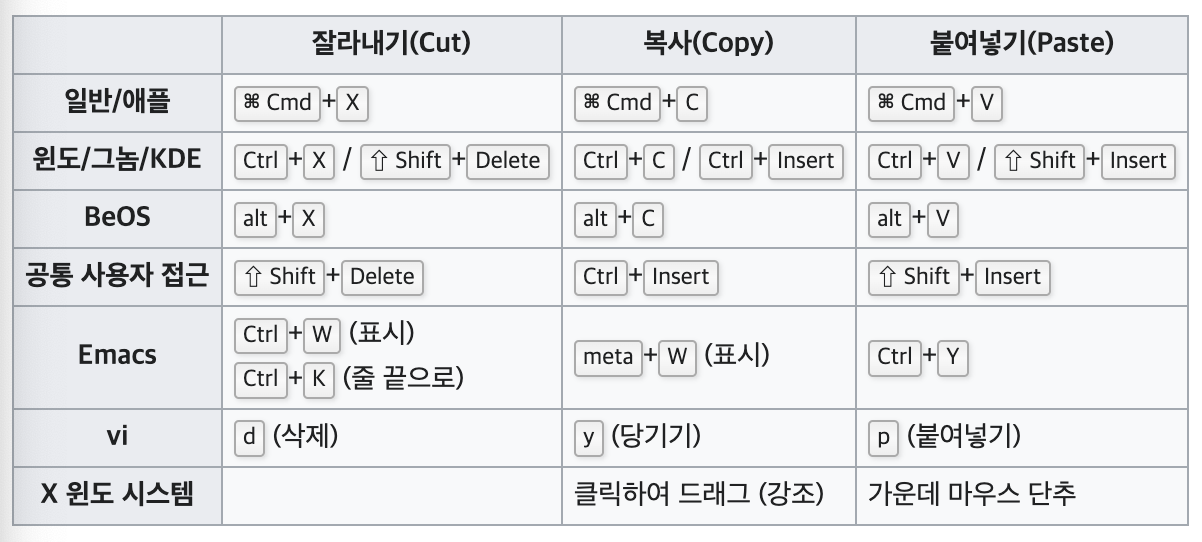 잘라내기(Cut) 복사(Copy) 붙여넣기(Paste)
일반/애플 ⌘ Cmd+X ⌘ Cmd+C ⌘ Cmd+V
윈도/그놈/KDE Ctrl+X / ⇧ Shift+Delete Ctrl+C / Ctrl+Insert Ctrl+V / ⇧ Shift+Insert
BeOS alt+X alt+C alt+V
공통 사용자 접근 ⇧ Shift+Delete Ctrl+Insert ⇧ Shift+Insert
Emacs Ctrl+W (표시)
Ctrl+K (줄 끝으로) meta+W (표시) Ctrl+Y
vi d (삭제) y (당기기) p (붙여넣기)
X 윈도 시스템 클릭하여 드래그 (강조) 가운데 마우스 단추